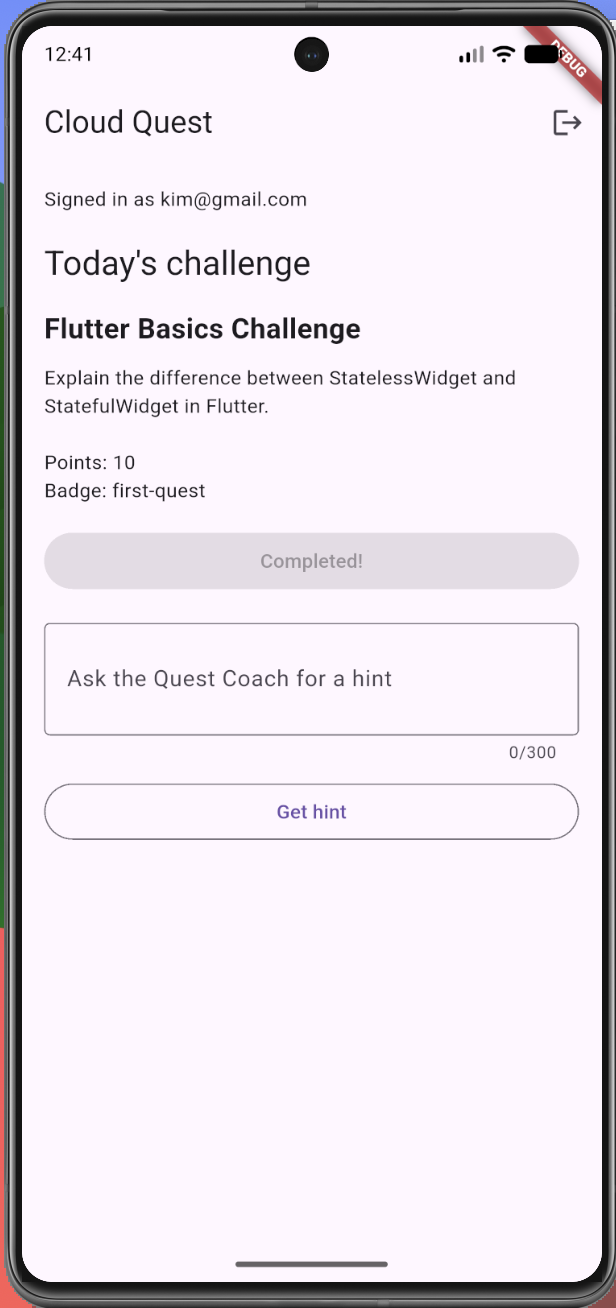 12:41
DEBUG
Cloud Quest
Signed in as kim@gmail.com
Today's challenge
Flutter Basics Challenge
Explain the difference between StatelessWidget and
StatefulWidget in Flutter.
Points: 10
Badge: first-quest
Completed!
Ask the Quest Coach for a hint
0/300
Get hint